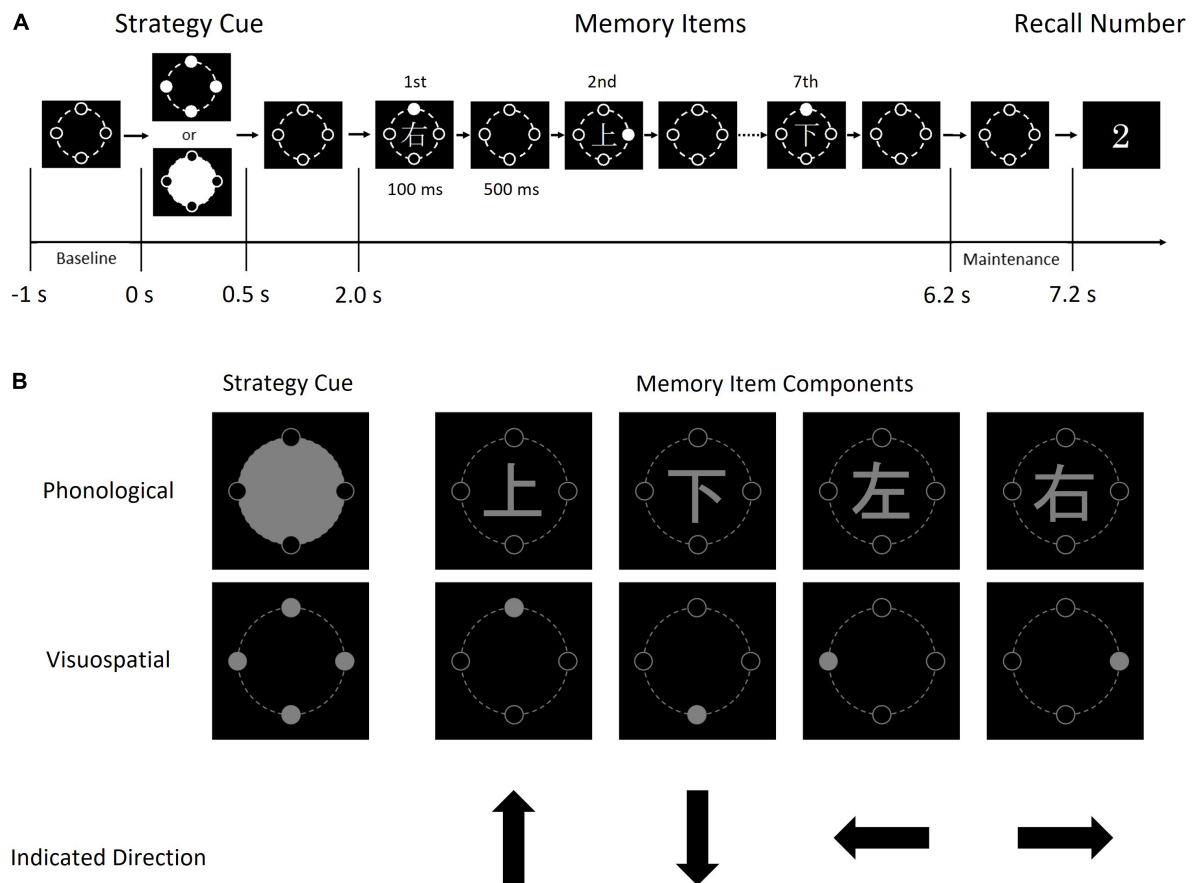 A
Strategy Cue
Memory Items
Recall Number
1st
2nd
7th
or
右
上
下
2
100 ms
500 ms
Baseline
Maintenance
-1 s
0 s
0.5 s
2.0 s
6.2 s
7.2 s
B
Strategy Cue
Memory Item Components
Phonological
上
下
左
右
Visuospatial
Indicated Direction